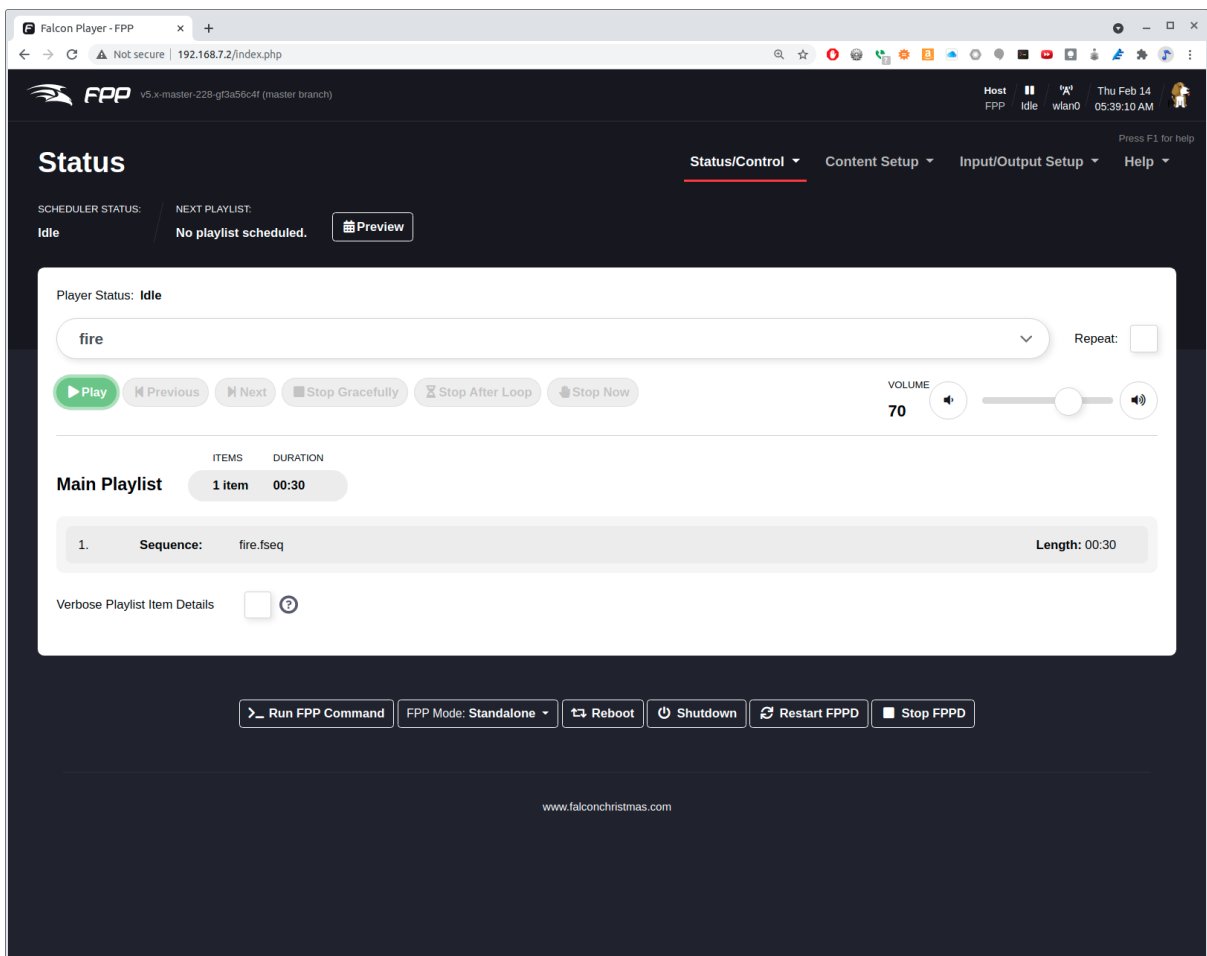 Falcon Player - FPP
Not secure | 192.168.7.2/index.php
FPP v5.x-master-228-gf3a56c4f (master branch)
Host FPP
Idle
wlan0
Thu Feb 14 05:39:10 AM
Press F1 for help
Status
Status/Control Content Setup Input/Output Setup Help
SCHEDULER STATUS: NEXT PLAYLIST:
Idle No playlist scheduled. Preview
Player Status: Idle
fire
Repeat:
Play Previous Next Stop Gracefully Stop After Loop Stop Now
VOLUME
70
ITEMS DURATION
Main Playlist 1 item 00:30
1. Sequence: fire.fseq Length: 00:30
Verbose Playlist Item Details ?
Run FPP Command FPP Mode: Standalone Reboot Shutdown Restart FPPD Stop FPPD
www.falconchristmas.com